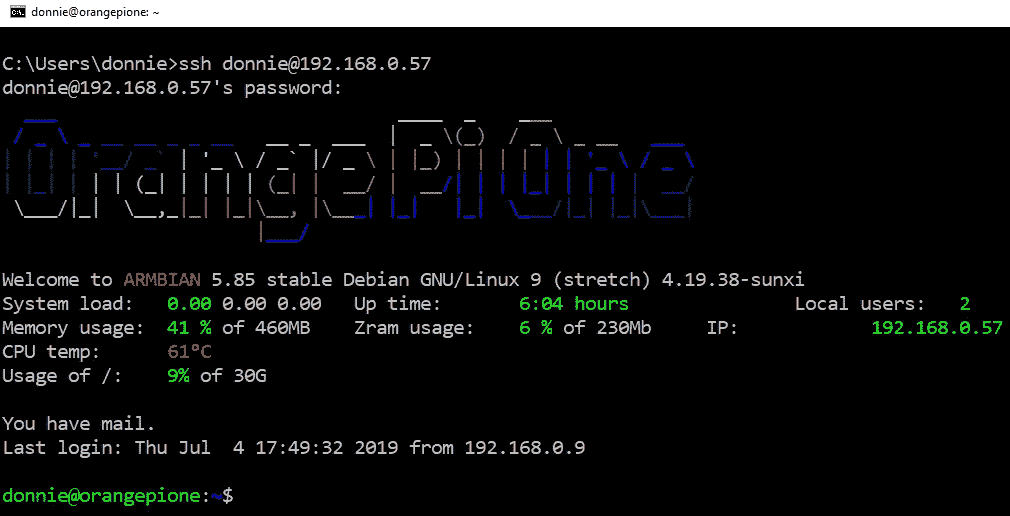 donnie@orangepione: ~
C:\Users\donnie>ssh donnie@192.168.0.57
donnie@192.168.0.57's password:
Orange Pi One
Welcome to ARMBIAN 5.85 stable Debian GNU/Linux 9 (stretch) 4.19.38-sunxi
System load: 0.00 0.00 0.00 Up time: 6:04 hours Local users: 2
Memory usage: 41 % of 460MB Zram usage: 6 % of 230Mb IP: 192.168.0.57
CPU temp: 61°C
Usage of /: 9% of 30G
You have mail.
Last login: Thu Jul  4 17:49:32 2019 from 192.168.0.9
donnie@orangepione:~$